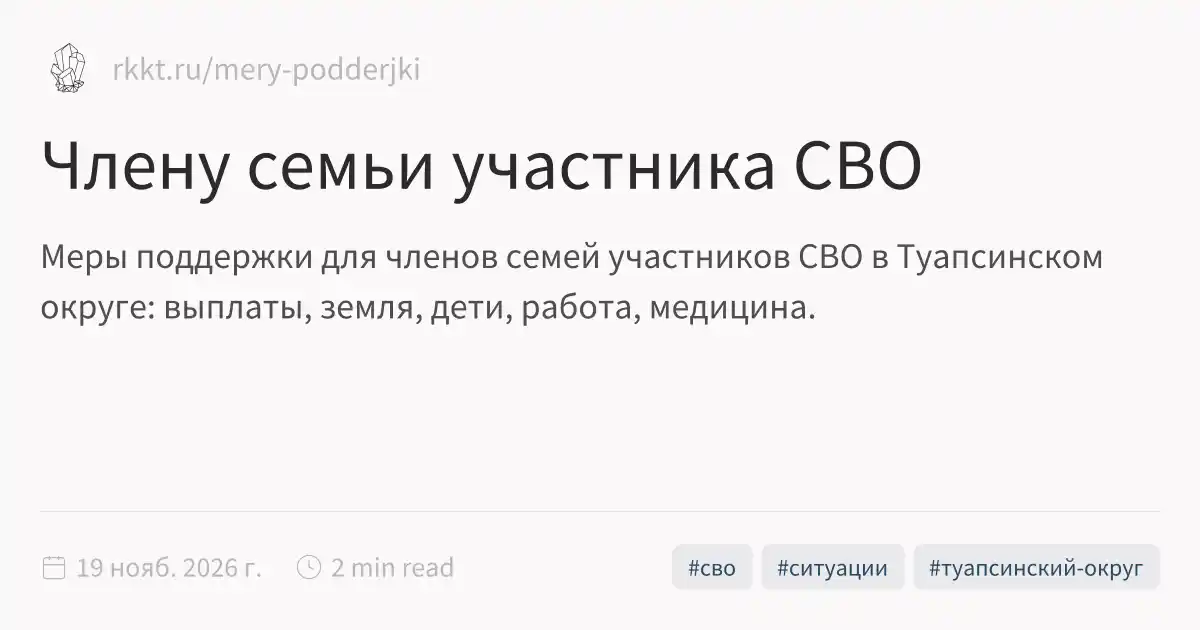 rkkt.ru/mery-podderjki
Члену семьи участника СВО
Меры поддержки для членов семей участников СВО в Туапсинском
округе: выплаты, земля, дети, работа, медицина.
19 нояб. 2026 г. 2 min read #сво #ситуации #туапсинский-округ